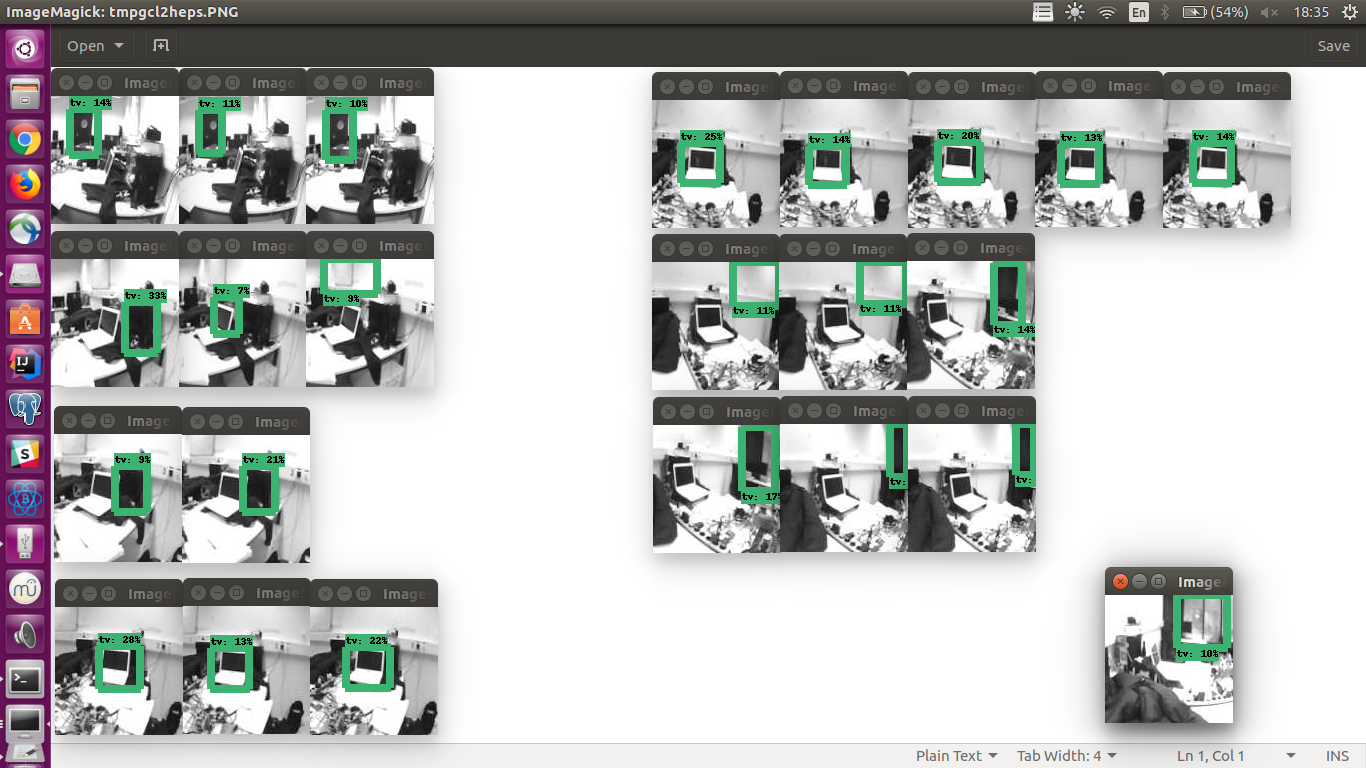 ImageMagick: tmpgcl2heps.PNG
En
(54%)
18:35
Open
Save
Image
Image
Image
Image
Image
Image
Image
Image
tv: 14%
tv: 11%
tv: 10%
tv: 25%
tv: 14%
tv: 20%
tv: 13%
tv: 14%
Image
Image
Image
Image
Image
Image
tv: 33%
tv: 7%
tv: 9%
tv: 11%
tv: 11%
tv: 14%
Image
Image
Image
Image
Image
tv: 9%
tv: 21%
tv: 17%
tv:
tv:
Image
Image
Image
Image
tv: 28%
tv: 13%
tv: 22%
tv: 10%
Plain Text
Tab Width: 4
Ln 1, Col 1
INS